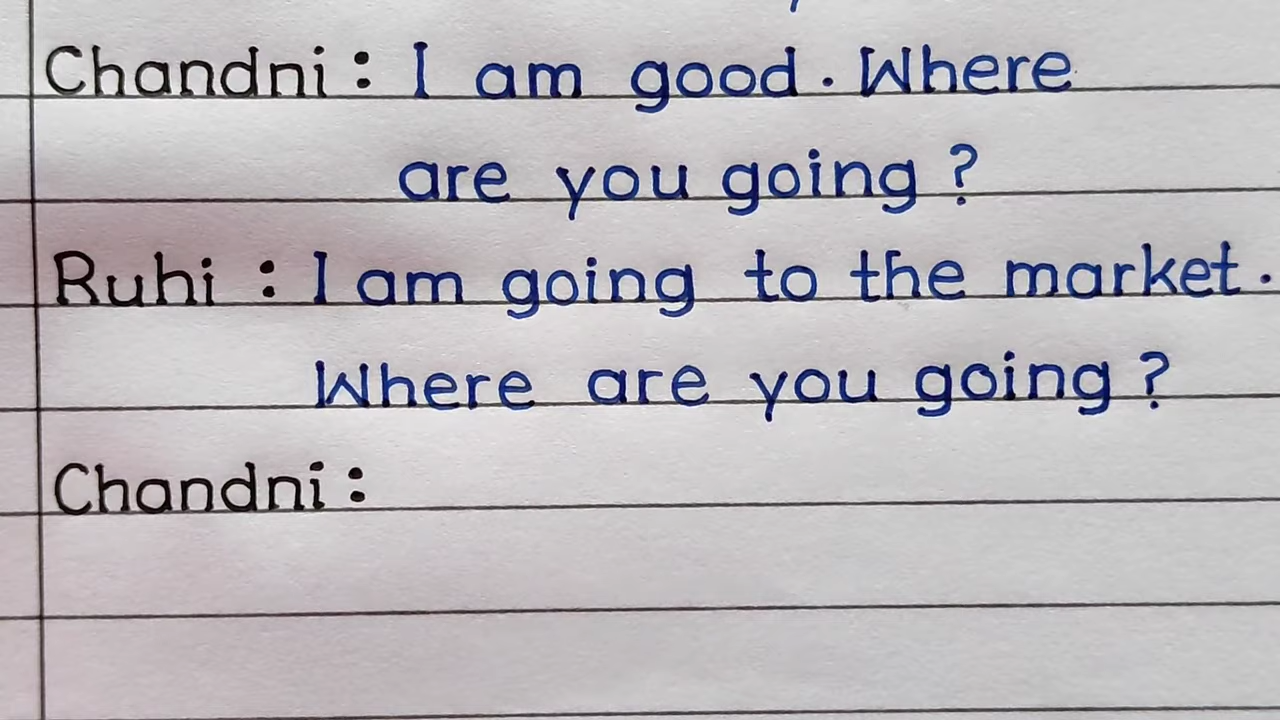 Chandni : I am good. Where
are you going ?
Ruhi : I am going to the market.
Where are you going ?
Chandni :